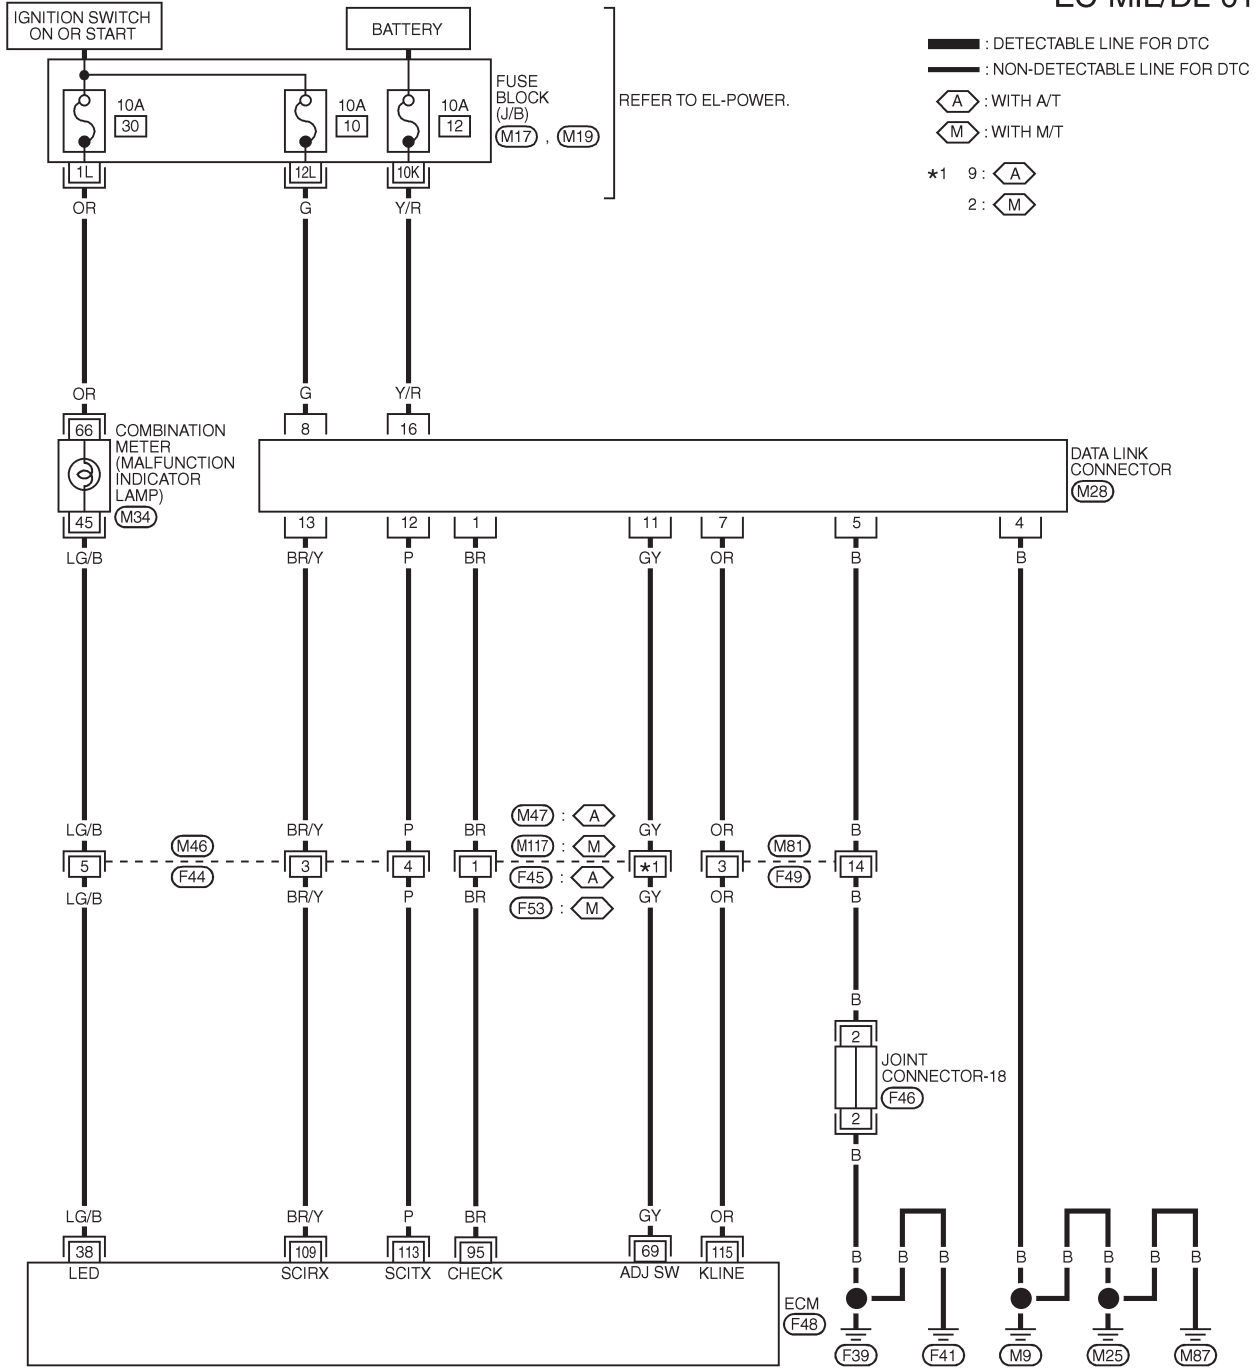 IGNITION SWITCH
ON OR START
BATTERY
: DETECTABLE LINE FOR DTC
: NON-DETECTABLE LINE FOR DTC
A : WITH A/T
M : WITH M/T
*1 9 : A
2 : M
10A
30
10A
10
10A
12
FUSE
BLOCK
(J/B)
M17 , M19
REFER TO EL-POWER.
1L 12L 10K
OR G Y/R
OR G Y/R
66 8 16
COMBINATION
METER
(MALFUNCTION
INDICATOR
LAMP)
M34
DATA LINK
CONNECTOR
M28
45 13 12 1 11 7 5 4
LG/B BR/Y P BR GY OR B B
M47 : A
LG/B BR/Y P BR GY OR B
M46 M117 : M M81
5 3 4 1 *1 3 14
F44 F45 : A F49
LG/B BR/Y P BR GY OR B
F53 : M
B
2
JOINT
CONNECTOR-18
F46
2
B
LG/B BR/Y P BR GY OR
38 109 113 95 69 115
B B B B B B B B
LED SCIRX SCITX CHECK ADJ SW KLINE
ECM
F48
F39 F41 M9 M25 M87